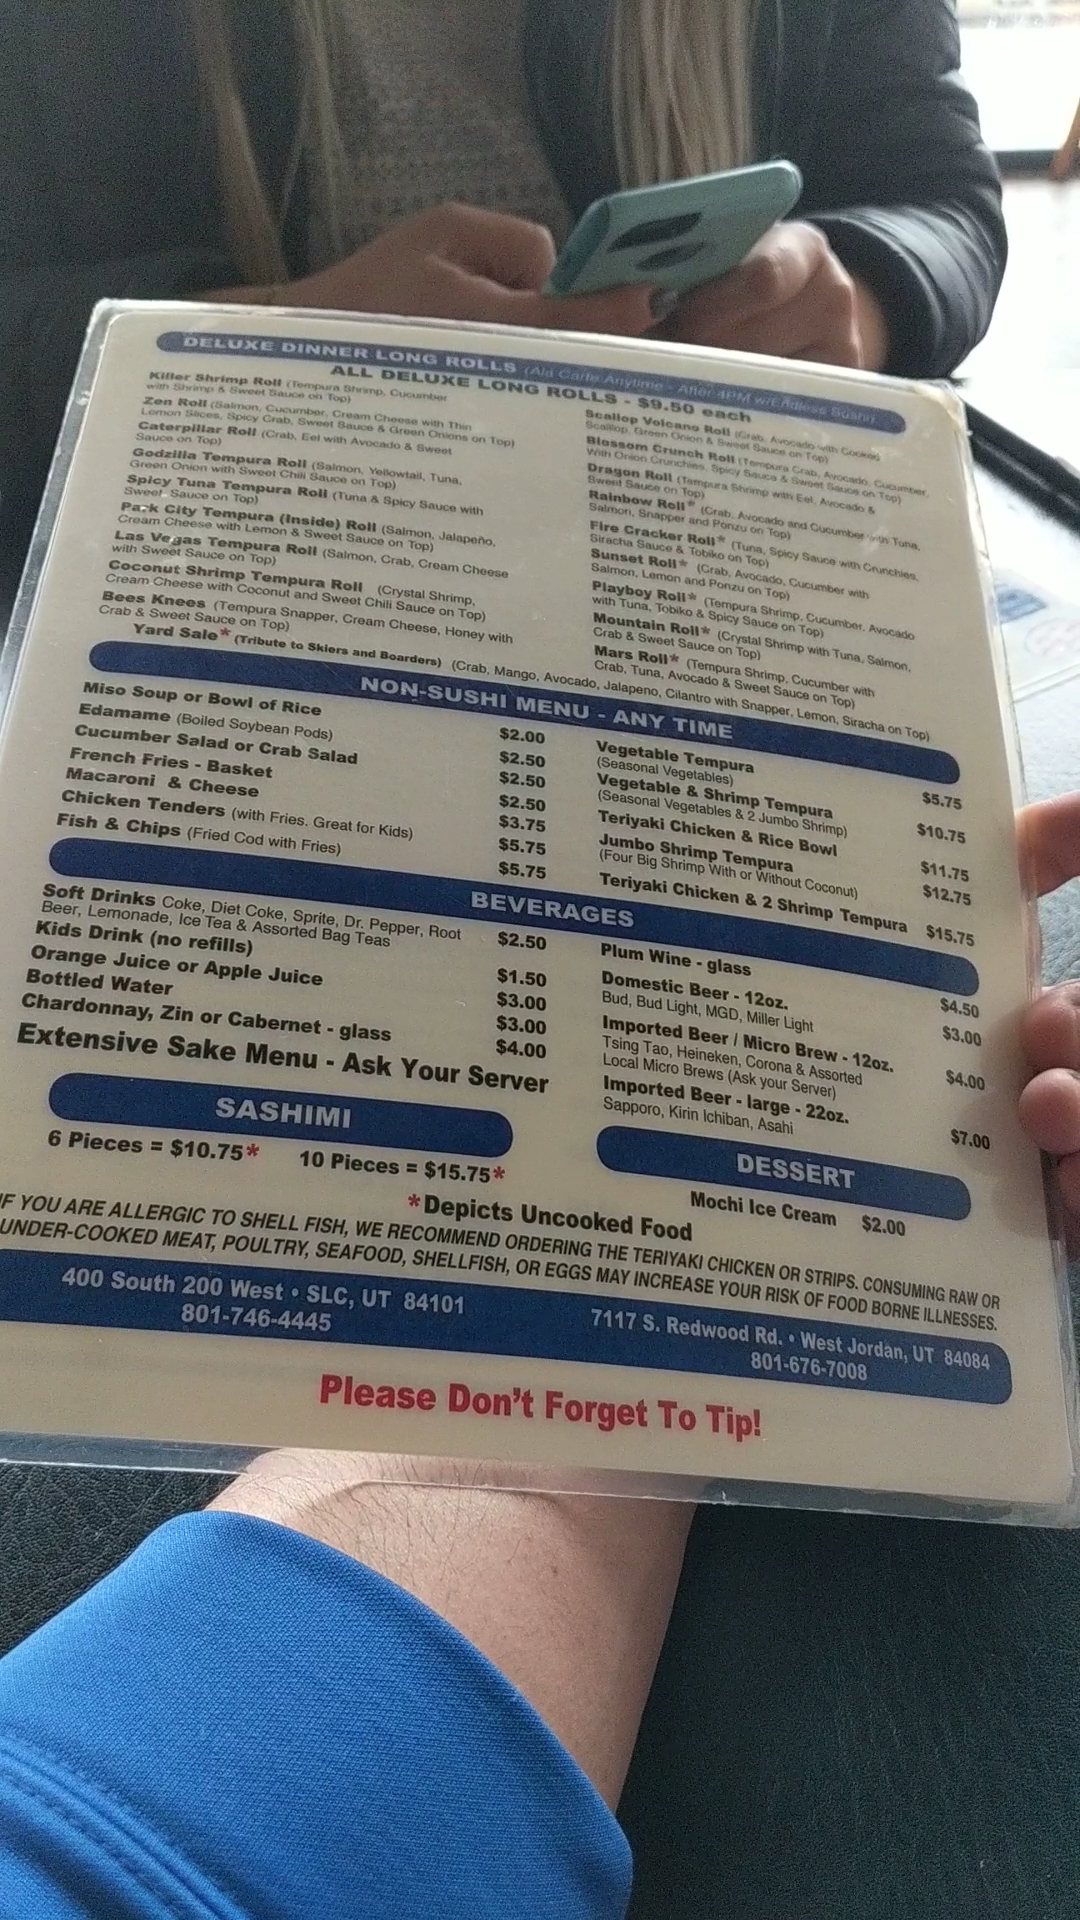 DELUXE DINNER LONG ROLLS (Ala Carte Anytime - After 4PM w/Endless Sushi)
ALL DELUXE LONG ROLLS - $9.50 each
Killer Shrimp Roll (Tempura Shrimp, Cucumber
with Shrimp & Sweet Sauce on Top)
Zen Roll (Salmon, Cucumber, Cream Cheese with Thin
Lemon Slices, Spicy Crab, Sweet Sauce & Green Onions on Top)
Caterpillar Roll (Crab, Eel with Avocado & Sweet
Sauce on Top)
Godzilla Tempura Roll (Salmon, Yellowtail, Tuna,
Green Onion with Sweet Chili Sauce on Top)
Spicy Tuna Tempura Roll (Tuna & Spicy Sauce with
Sweet Sauce on Top)
Park City Tempura (Inside) Roll (Salmon, Jalapeño,
Cream Cheese with Lemon & Sweet Sauce on Top)
Las Vegas Tempura Roll (Salmon, Crab, Cream Cheese
with Sweet Sauce on Top)
Coconut Shrimp Tempura Roll (Crystal Shrimp,
Cream Cheese with Coconut and Sweet Chili Sauce on Top)
Bees Knees (Tempura Snapper, Cream Cheese, Honey with
Crab & Sweet Sauce on Top)
Scallop Volcano Roll (Crab, Avocado with Cooked
Scallop, Green Onion & Sweet Sauce on Top)
Blossom Crunch Roll (Tempura Crab, Avocado, Cucumber,
With Onion Crunchies, Spicy Sauce & Sweet Sauce on Top)
Dragon Roll (Tempura Shrimp with Eel, Avocado &
Sweet Sauce on Top)
Rainbow Roll* (Crab, Avocado and Cucumber with Tuna,
Salmon, Snapper and Ponzu on Top)
Fire Cracker Roll* (Tuna, Spicy Sauce with Crunchies,
Siracha Sauce & Tobiko on Top)
Sunset Roll* (Crab, Avocado, Cucumber with
Salmon, Lemon and Ponzu on Top)
Playboy Roll* (Tempura Shrimp, Cucumber, Avocado
with Tuna, Tobiko & Spicy Sauce on Top)
Mountain Roll* (Crystal Shrimp with Tuna, Salmon,
Crab & Sweet Sauce on Top)
Mars Roll* (Tempura Shrimp, Cucumber with
Crab, Tuna, Avocado & Sweet Sauce on Top)
Yard Sale* (Tribute to Skiers and Boarders) (Crab, Mango, Avocado, Jalapeno, Cilantro with Snapper, Lemon, Siracha on Top)
NON-SUSHI MENU - ANY TIME
Miso Soup or Bowl of Rice $2.00
Edamame (Boiled Soybean Pods) $2.50
Cucumber Salad or Crab Salad $2.50
French Fries - Basket $2.50
Macaroni & Cheese $3.75
Chicken Tenders (with Fries. Great for Kids) $5.75
Fish & Chips (Fried Cod with Fries) $5.75
Vegetable Tempura $5.75
(Seasonal Vegetables)
Vegetable & Shrimp Tempura $10.75
(Seasonal Vegetables & 2 Jumbo Shrimp)
Teriyaki Chicken & Rice Bowl $11.75
Jumbo Shrimp Tempura $12.75
(Four Big Shrimp With or Without Coconut)
Teriyaki Chicken & 2 Shrimp Tempura $15.75
BEVERAGES
Soft Drinks Coke, Diet Coke, Sprite, Dr. Pepper, Root $2.50
Beer, Lemonade, Ice Tea & Assorted Bag Teas
Kids Drink (no refills) $1.50
Orange Juice or Apple Juice $3.00
Bottled Water $3.00
Chardonnay, Zin or Cabernet - glass $4.00
Extensive Sake Menu - Ask Your Server
Plum Wine - glass $4.50
Domestic Beer - 12oz. $3.00
Bud, Bud Light, MGD, Miller Light
Imported Beer / Micro Brew - 12oz. $4.00
Tsing Tao, Heineken, Corona & Assorted
Local Micro Brews (Ask your Server)
Imported Beer - large - 22oz. $7.00
Sapporo, Kirin Ichiban, Asahi
SASHIMI
6 Pieces = $10.75* 10 Pieces = $15.75*
DESSERT
Mochi Ice Cream $2.00
*Depicts Uncooked Food
IF YOU ARE ALLERGIC TO SHELL FISH, WE RECOMMEND ORDERING THE TERIYAKI CHICKEN OR STRIPS. CONSUMING RAW OR
UNDER-COOKED MEAT, POULTRY, SEAFOOD, SHELLFISH, OR EGGS MAY INCREASE YOUR RISK OF FOOD BORNE ILLNESSES.
400 South 200 West • SLC, UT 84101
801-746-4445
7117 S. Redwood Rd. • West Jordan, UT 84084
801-676-7008
Please Don't Forget To Tip!